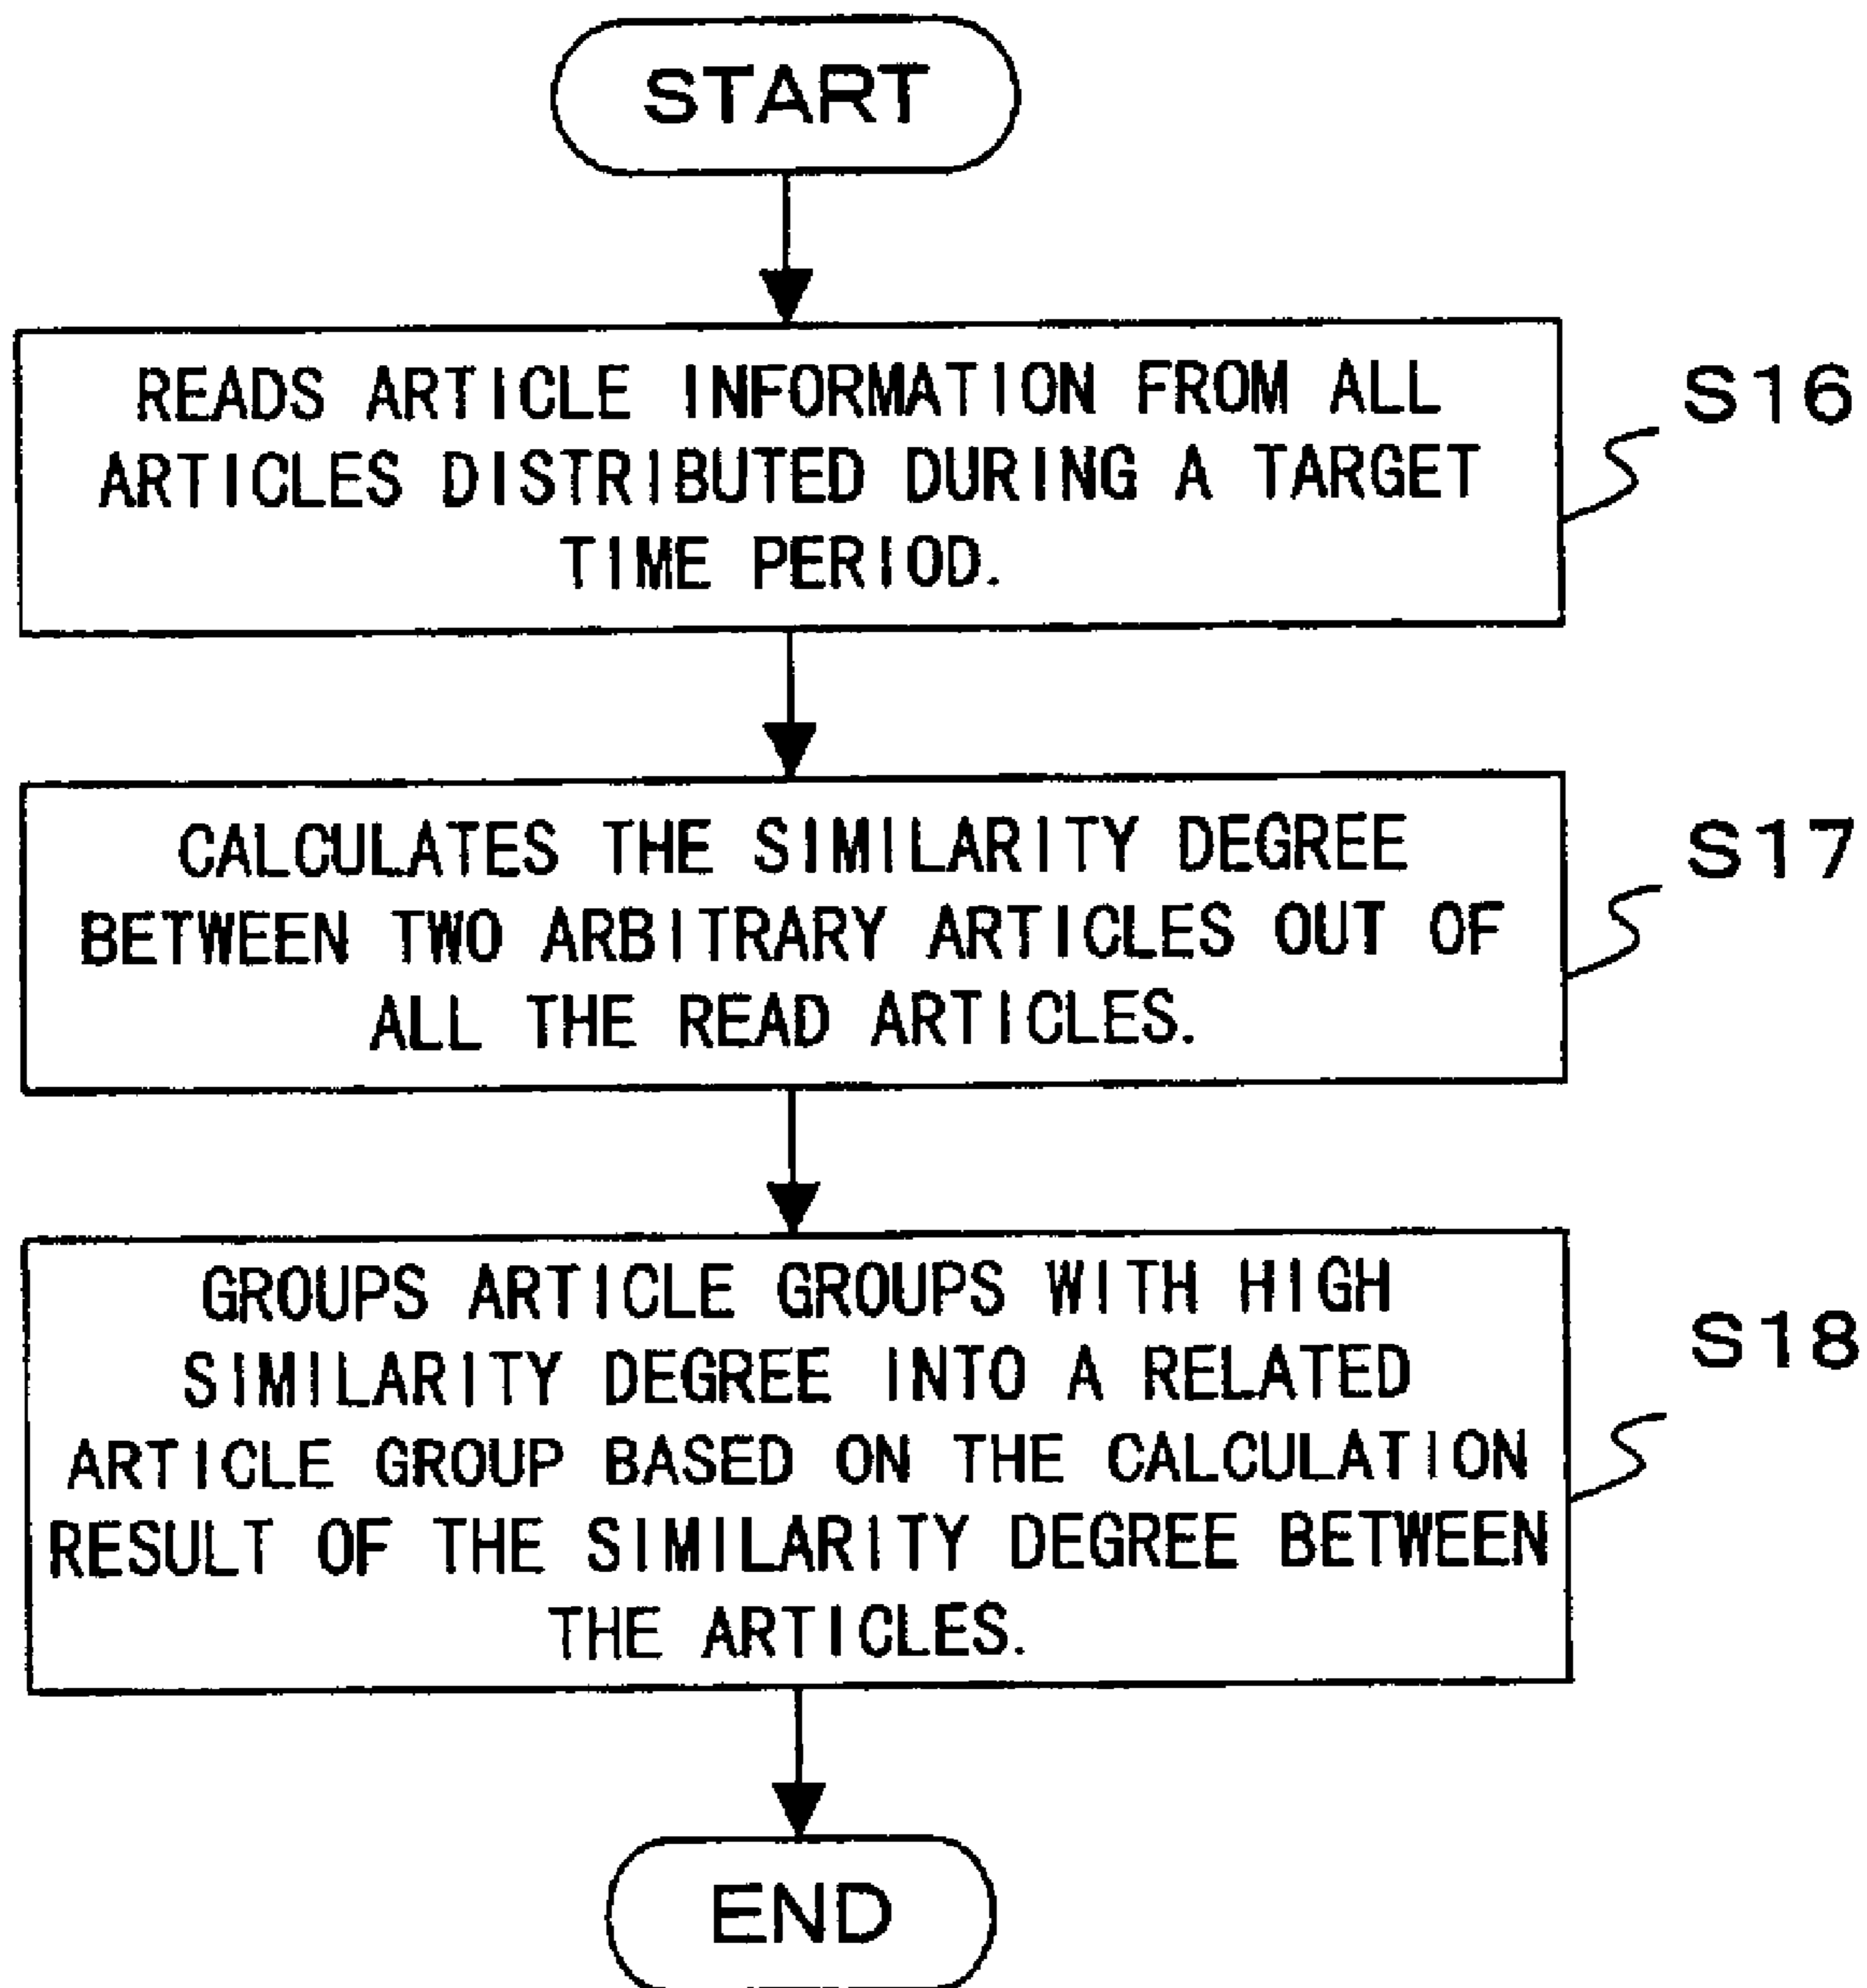 START
READS ARTICLE INFORMATION FROM ALL
ARTICLES DISTRIBUTED DURING A TARGET
TIME PERIOD.
S16
CALCULATES THE SIMILARITY DEGREE
BETWEEN TWO ARBITRARY ARTICLES OUT OF
ALL THE READ ARTICLES.
S17
GROUPS ARTICLE GROUPS WITH HIGH
SIMILARITY DEGREE INTO A RELATED
ARTICLE GROUP BASED ON THE CALCULATION
RESULT OF THE SIMILARITY DEGREE BETWEEN
THE ARTICLES.
S18
END